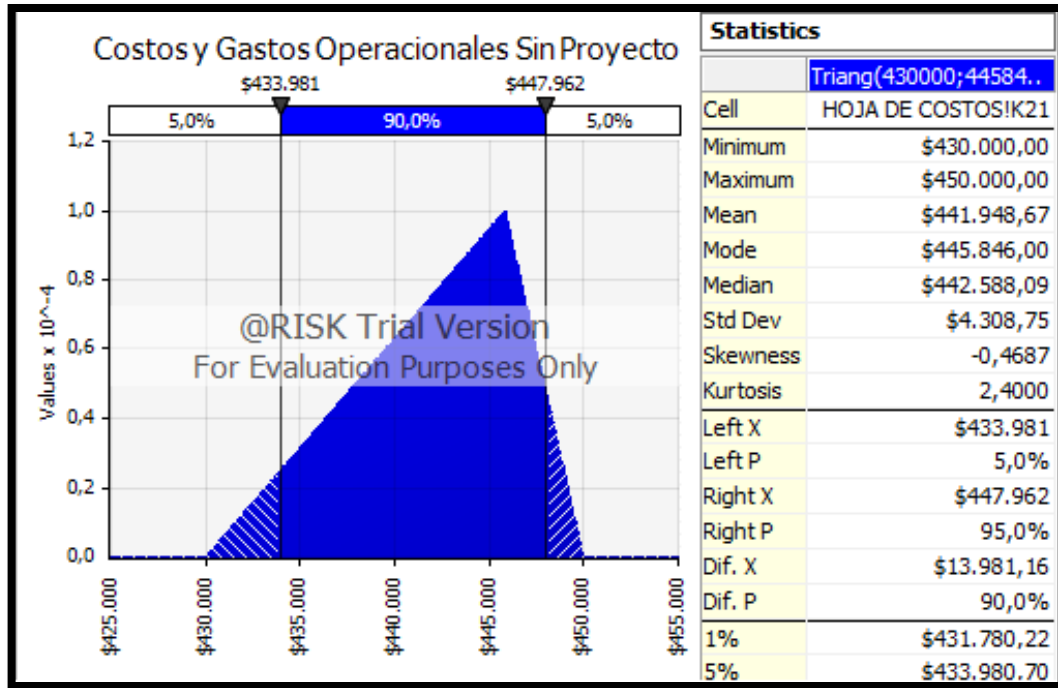 Costos y Gastos Operacionales Sin Proyecto
$433.981 $447.962
5,0% 90,0% 5,0%
1,2
1,0
0,8
0,6
0,4
0,2
0,0
Values x 10^-4
@RISK Trial Version
For Evaluation Purposes Only
$425.000
$430.000
$435.000
$440.000
$445.000
$450.000
$455.000
Statistics
Triang(430000;44584..
Cell HOJA DE COSTOS!K21
Minimum $430.000,00
Maximum $450.000,00
Mean $441.948,67
Mode $445.846,00
Median $442.588,09
Std Dev $4.308,75
Skewness -0,4687
Kurtosis 2,4000
Left X $433.981
Left P 5,0%
Right X $447.962
Right P 95,0%
Dif. X $13.981,16
Dif. P 90,0%
1% $431.780,22
5% $433.980,70